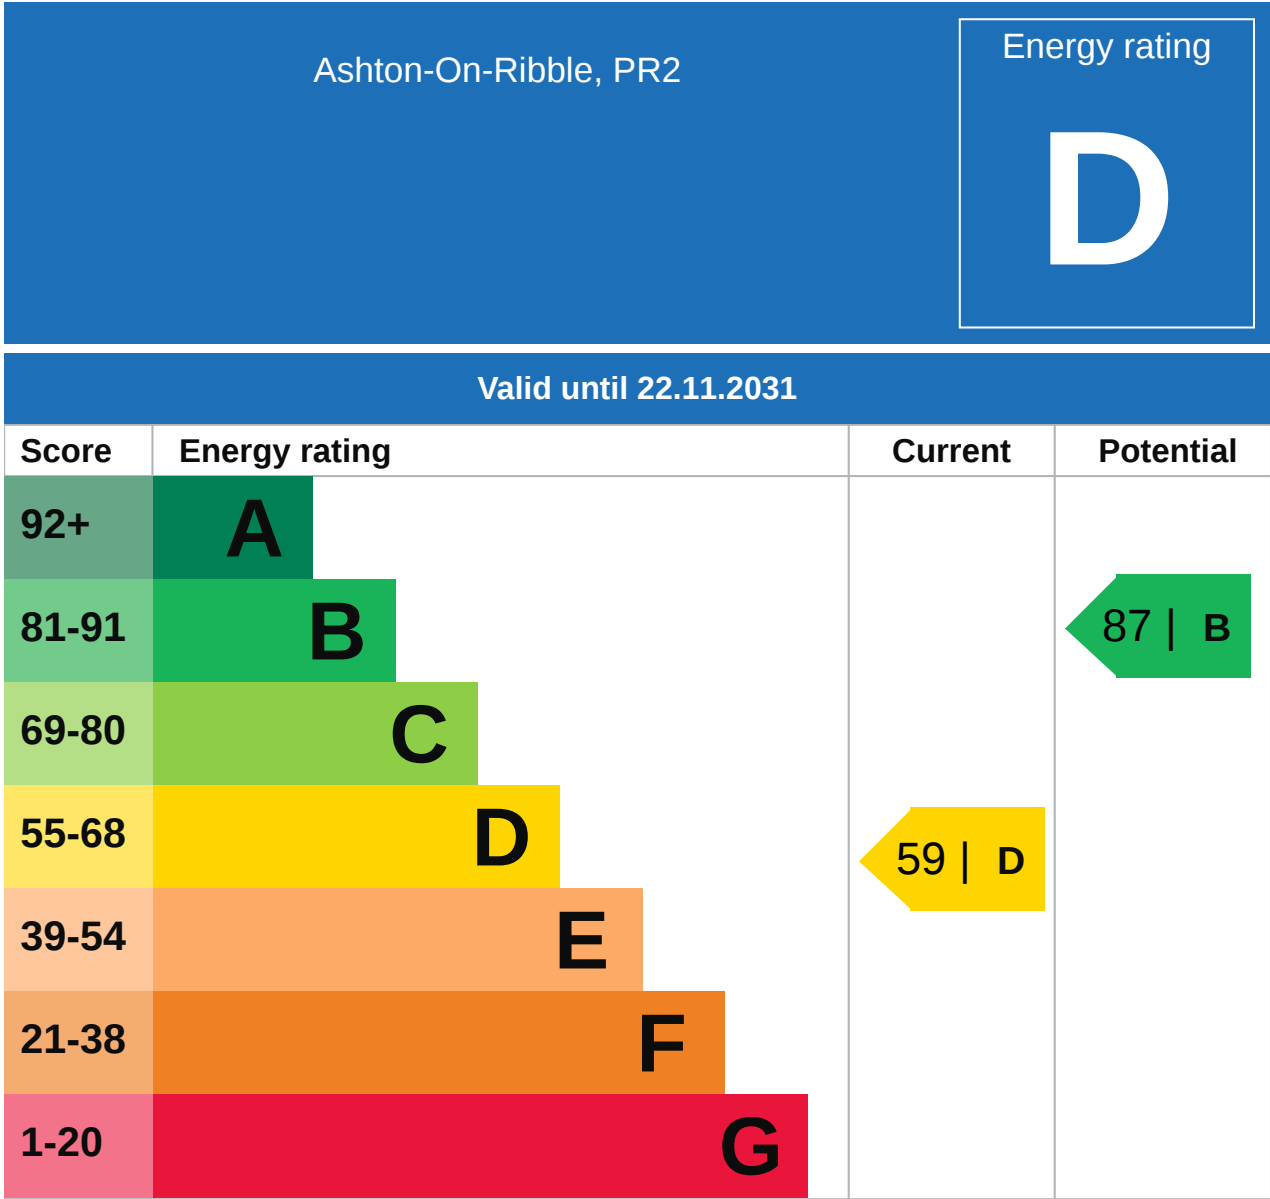 Ashton-On-Ribble, PR2
Energy rating
D
Valid until 22.11.2031
Score Energy rating Current Potential
92+ A
81-91 B 87 | B
69-80 C
55-68 D 59 | D
39-54 E
21-38 F
1-20 G